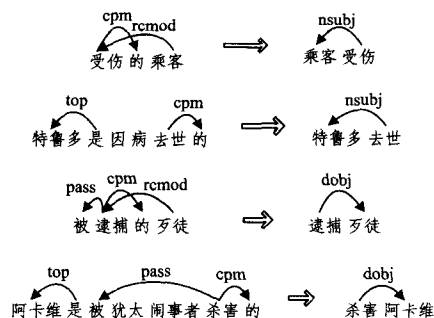 cpm rcmod nsubj
受伤 的 乘客 乘客 受伤
top cpm nsubj
特鲁多 是 因 病 去世 的 特鲁多 去世
pass cpm rcmod dobj
被 逮捕 的 歹徒 逮捕 歹徒
top pass cpm dobj
阿卡维 是 被 犹太 闹事者 杀害 的 杀害 阿卡维